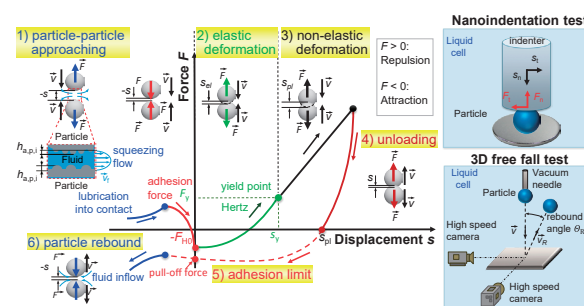 1) particle-particle
approaching
2) elastic
deformation
3) non-elastic
deformation
Force F
F > 0:
Repulsion
F < 0:
Attraction
Particle
Fluid
Particle
squeezing
flow
lubrication
into contact
adhesion
force
yield point
Hertz
4) unloading
Displacement s
6) particle rebound
fluid inflow
pull-off force
5) adhesion limit
Nanoindentation test
Liquid
cell
Indenter
Particle
3D free fall test
Liquid cell
Vacuum
needle
Particle
High speed
camera
rebound
angle θR
High speed
camera